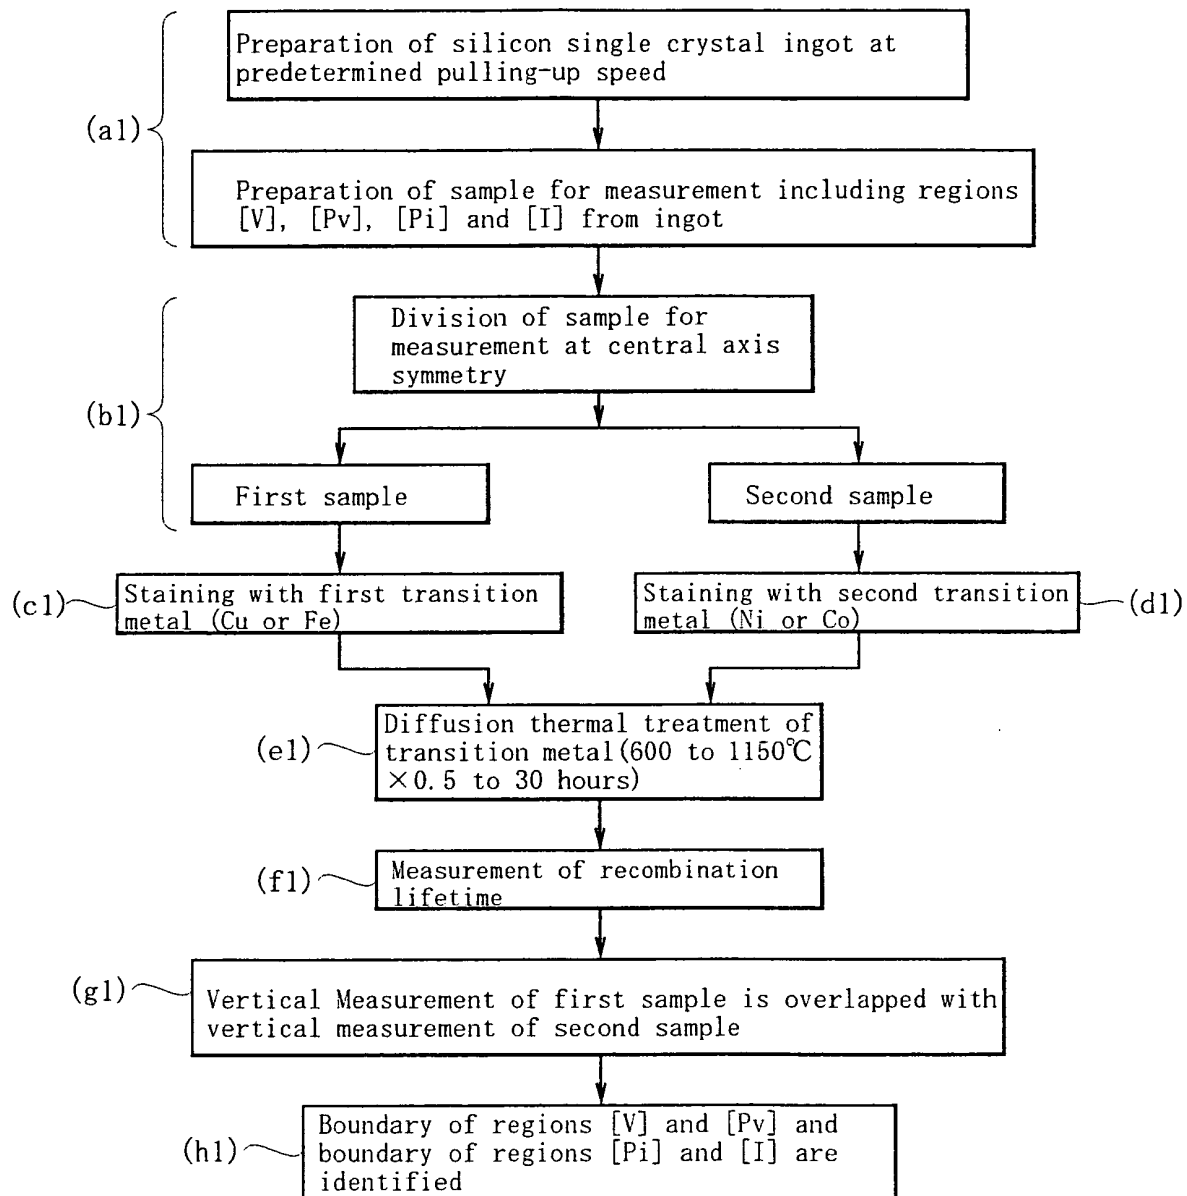 Preparation of silicon single crystal ingot at
predetermined pulling-up speed
(a1)
Preparation of sample for measurement including regions
[V], [Pv], [Pi] and [I] from ingot
Division of sample for
measurement at central axis
symmetry
(b1)
First sample
Second sample
(c1)
Staining with first transition
metal (Cu or Fe)
Staining with second transition
metal (Ni or Co)
(d1)
(e1)
Diffusion thermal treatment of
transition metal(600 to 1150℃
×0.5 to 30 hours)
(f1)
Measurement of recombination
lifetime
(g1)
Vertical Measurement of first sample is overlapped with
vertical measurement of second sample
(h1)
Boundary of regions [V] and [Pv] and
boundary of regions [Pi] and [I] are
identified